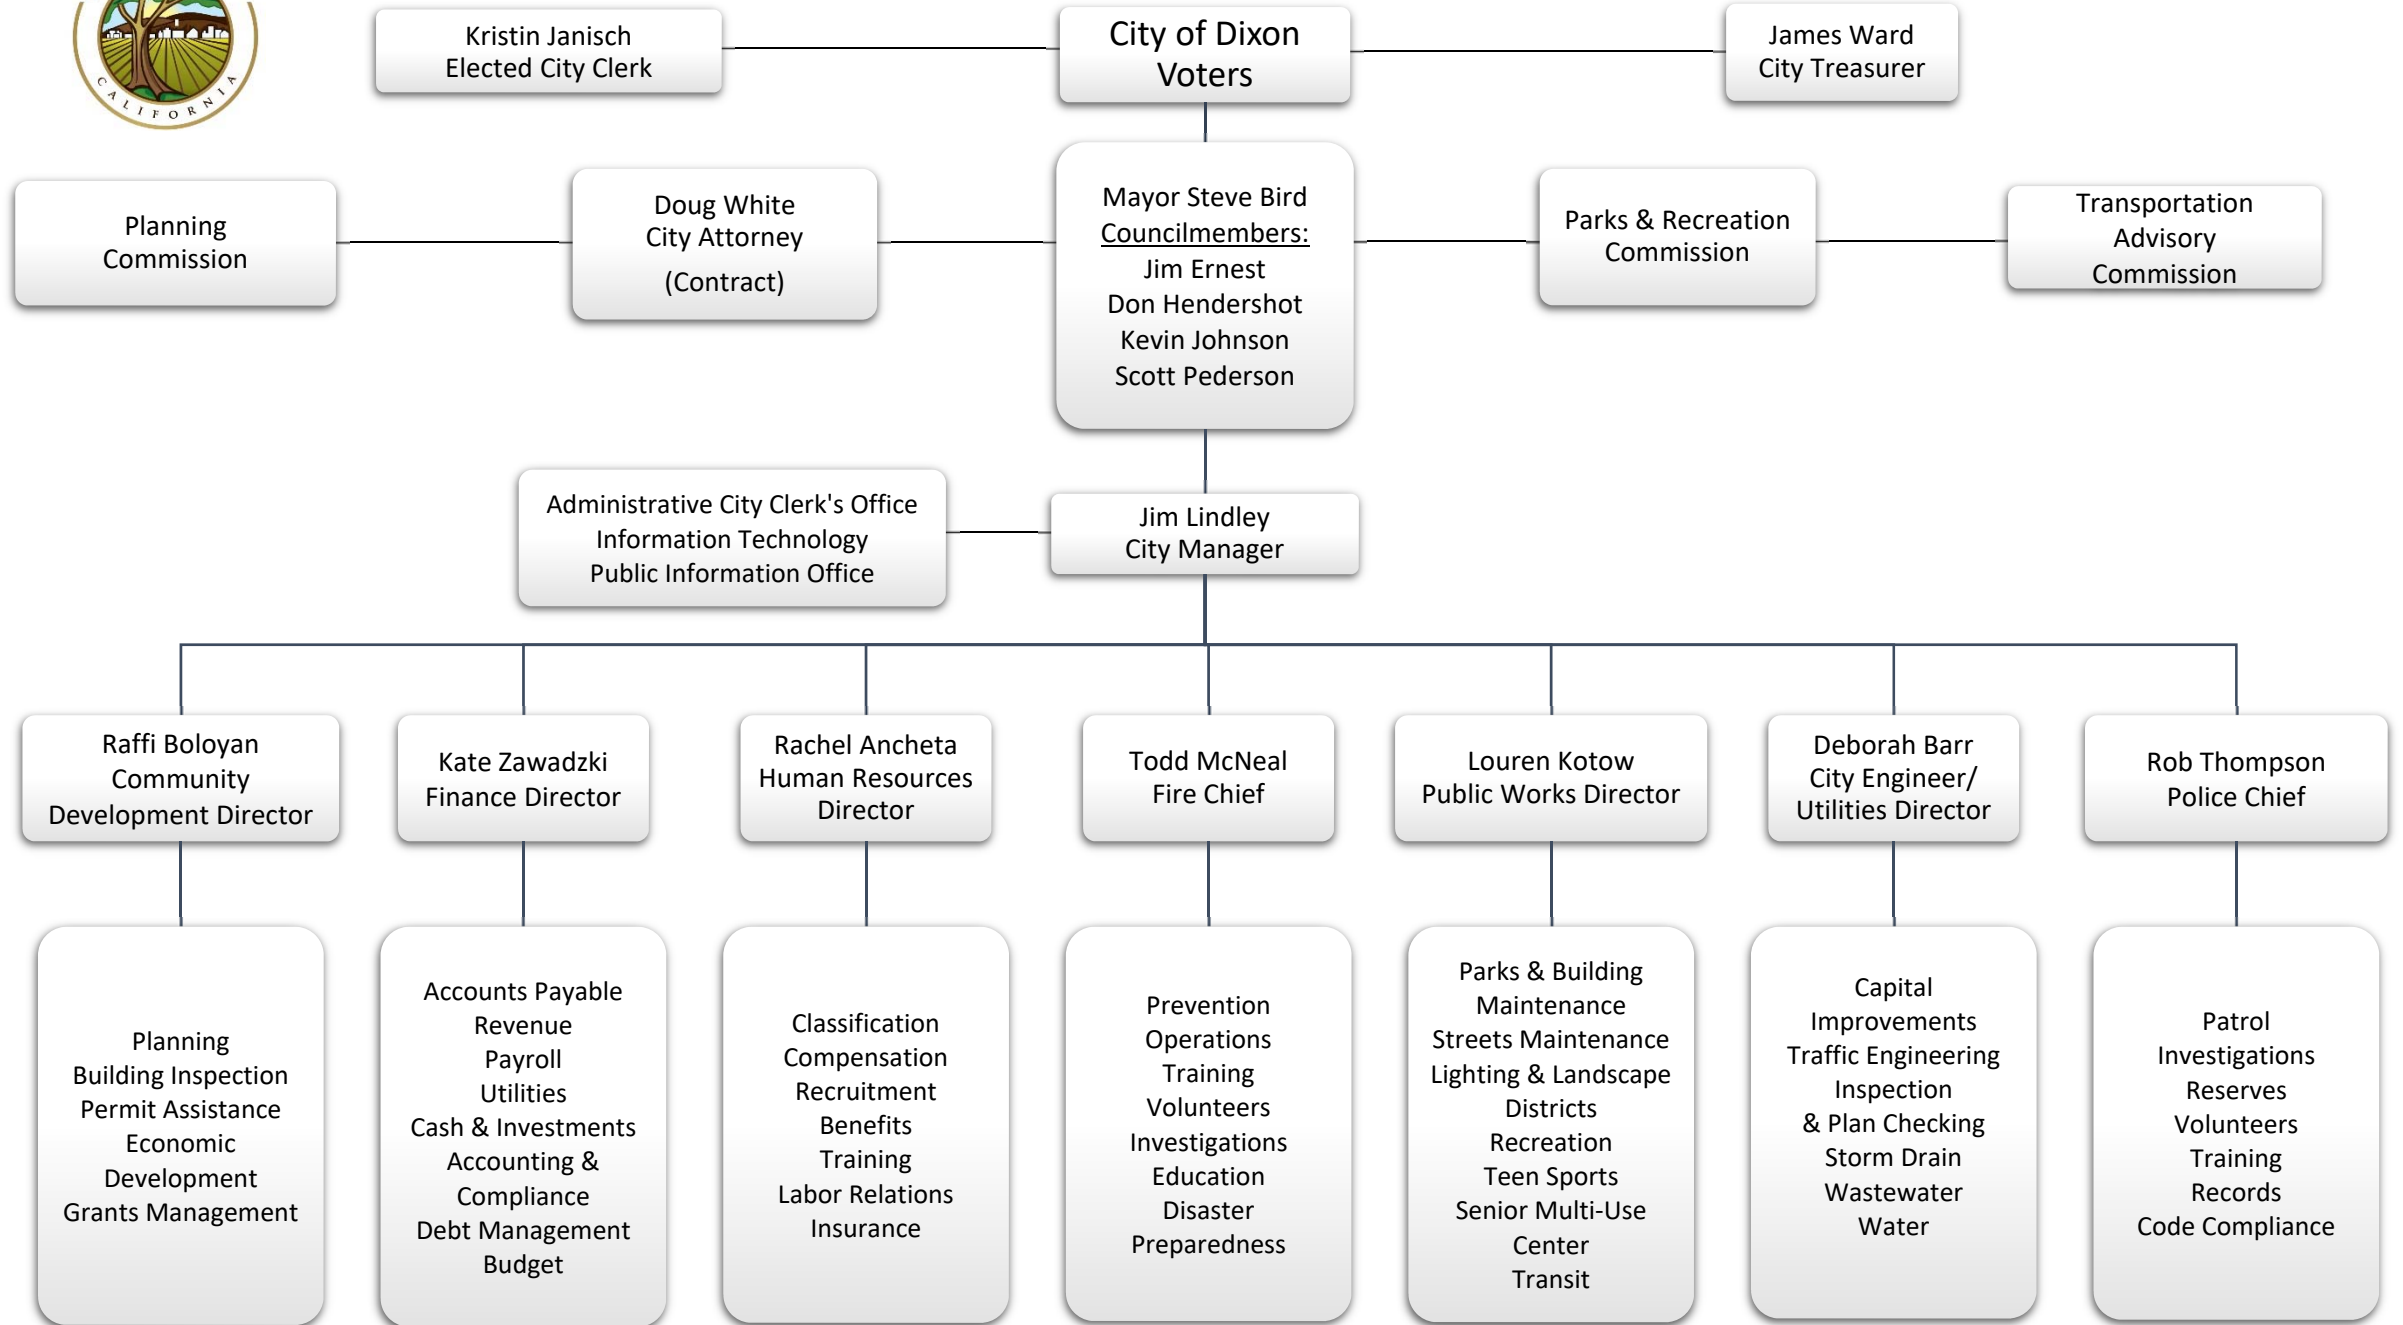 CALIFORNIA
Kristin Janisch
Elected City Clerk
City of Dixon
Voters
James Ward
City Treasurer
Planning
Commission
Doug White
City Attorney
(Contract)
Mayor Steve Bird
Councilmembers:
Jim Ernest
Don Hendershot
Kevin Johnson
Scott Pederson
Parks & Recreation
Commission
Transportation
Advisory
Commission
Administrative City Clerk's Office
Information Technology
Public Information Office
Jim Lindley
City Manager
Raffi Boloyan
Community
Development Director
Kate Zawadzki
Finance Director
Rachel Ancheta
Human Resources
Director
Todd McNeal
Fire Chief
Louren Kotow
Public Works Director
Deborah Barr
City Engineer/
Utilities Director
Rob Thompson
Police Chief
Planning
Building Inspection
Permit Assistance
Economic
Development
Grants Management
Accounts Payable
Revenue
Payroll
Utilities
Cash & Investments
Accounting &
Compliance
Debt Management
Budget
Classification
Compensation
Recruitment
Benefits
Training
Labor Relations
Insurance
Prevention
Operations
Training
Volunteers
Investigations
Education
Disaster
Preparedness
Parks & Building
Maintenance
Streets Maintenance
Lighting & Landscape
Districts
Recreation
Teen Sports
Senior Multi-Use
Center
Transit
Capital
Improvements
Traffic Engineering
Inspection
& Plan Checking
Storm Drain
Wastewater
Water
Patrol
Investigations
Reserves
Volunteers
Training
Records
Code Compliance